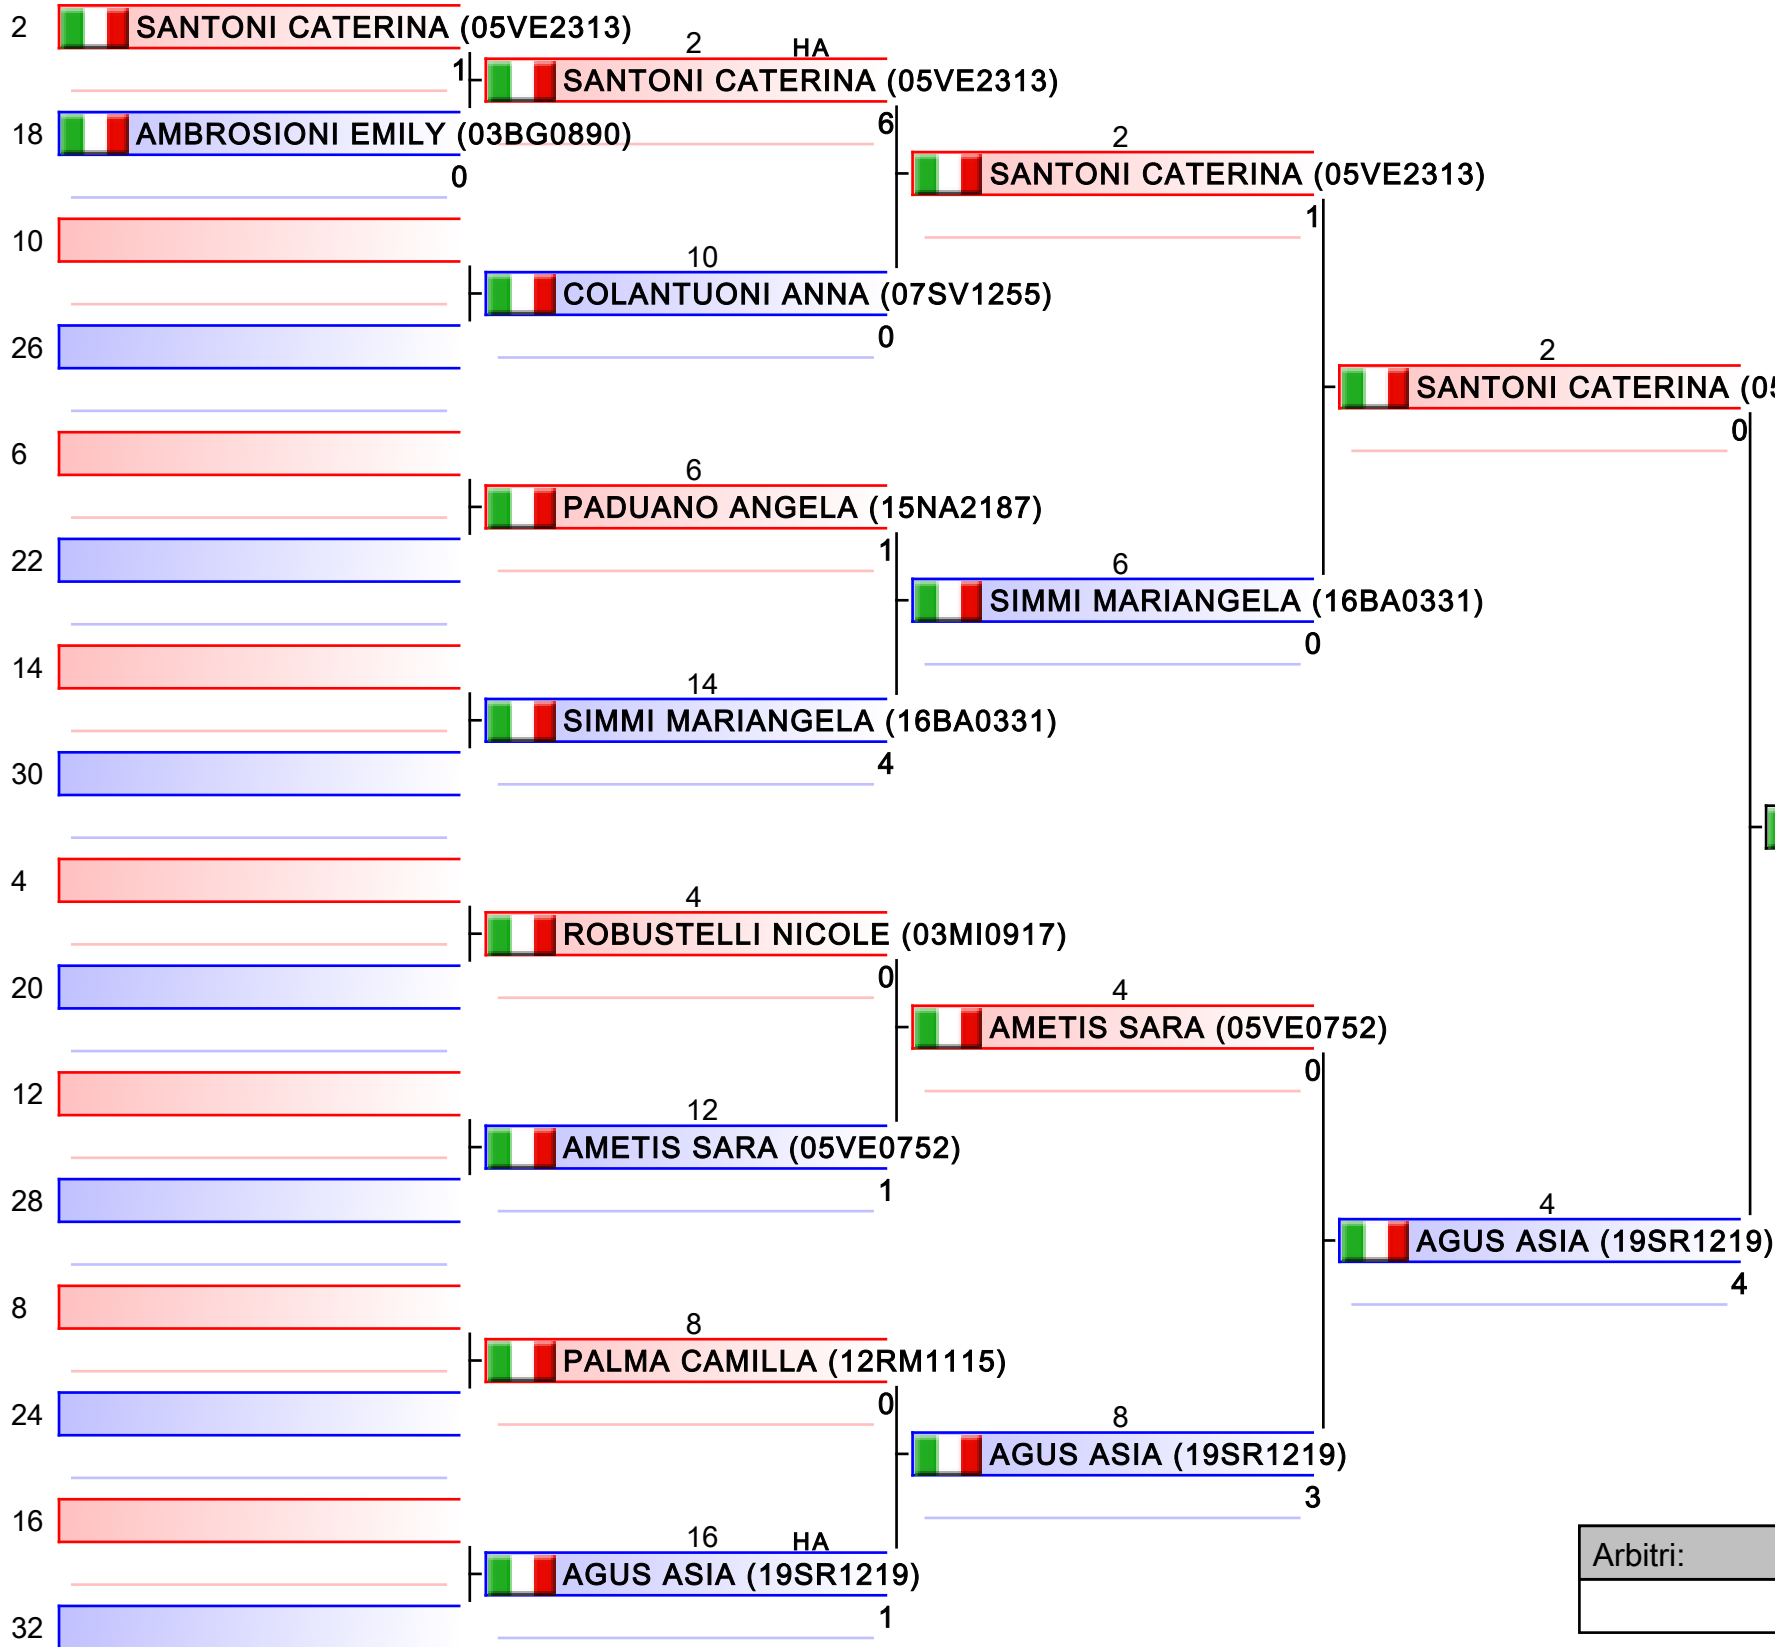 2 SANTONI CATERINA (05VE2313)
1
18 AMBROSIONI EMILY (03BG0890)
0
10
26
6
22
14
30
4
20
12
28
8
24
16
32
2 HA
SANTONI CATERINA (05VE2313)
6
10
COLANTUONI ANNA (07SV1255)
0
6
PADUANO ANGELA (15NA2187)
1
14
SIMMI MARIANGELA (16BA0331)
4
4
ROBUSTELLI NICOLE (03MI0917)
0
12
AMETIS SARA (05VE0752)
1
8
PALMA CAMILLA (12RM1115)
0
16 HA
AGUS ASIA (19SR1219)
1
2
SANTONI CATERINA (05VE2313)
1
6
SIMMI MARIANGELA (16BA0331)
0
4
AMETIS SARA (05VE0752)
0
8
AGUS ASIA (19SR1219)
3
2
SANTONI CATERINA (05
0
4
AGUS ASIA (19SR1219)
4
Arbitri: